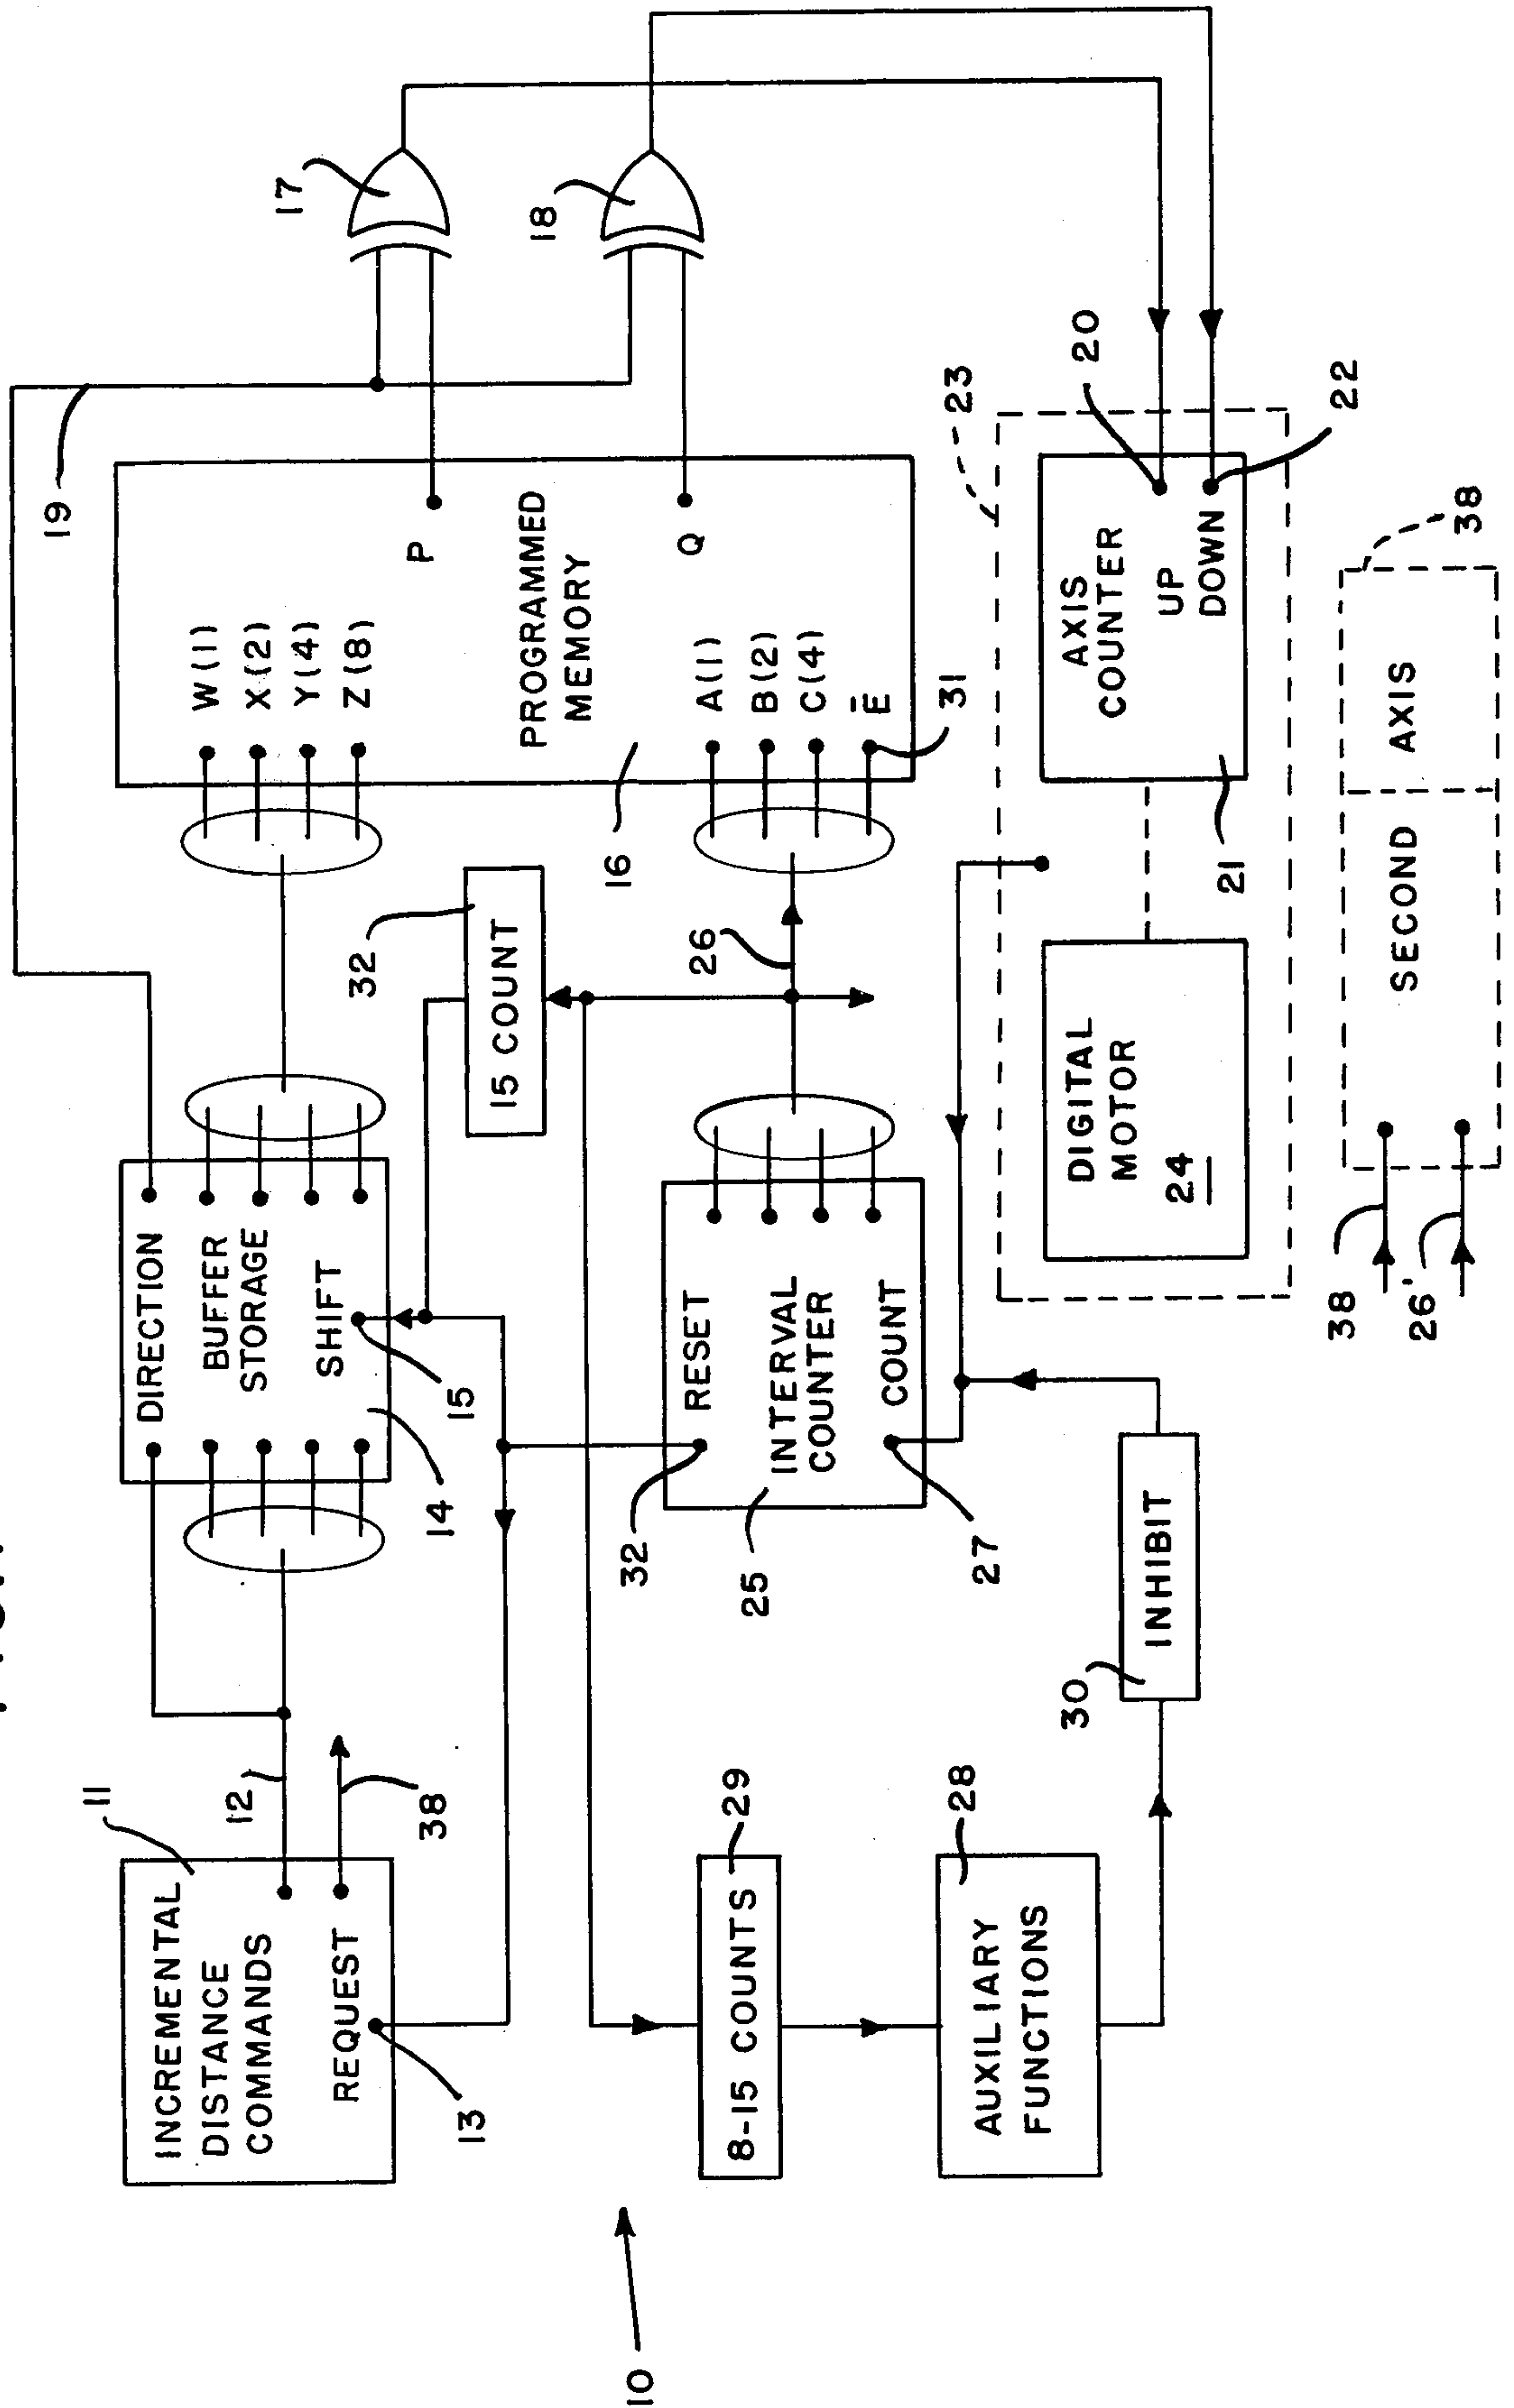 10
11
INCREMENTAL
DISTANCE
COMMANDS
REQUEST
13
12
38
DIRECTION
BUFFER
STORAGE
SHIFT
14
15
19
W(1)
X(2)
Y(4)
Z(8)
PROGRAMMED
MEMORY
P
Q
A(1)
B(2)
C(4)
E̅
16
31
17
18
32
15 COUNT
26
RESET
INTERVAL
COUNTER
COUNT
32
25
27
8-15 COUNTS
29
AUXILIARY
FUNCTIONS
28
INHIBIT
30
23
DIGITAL
MOTOR
24
AXIS
COUNTER
UP
DOWN
20
21
22
SECOND AXIS
38
38
26'